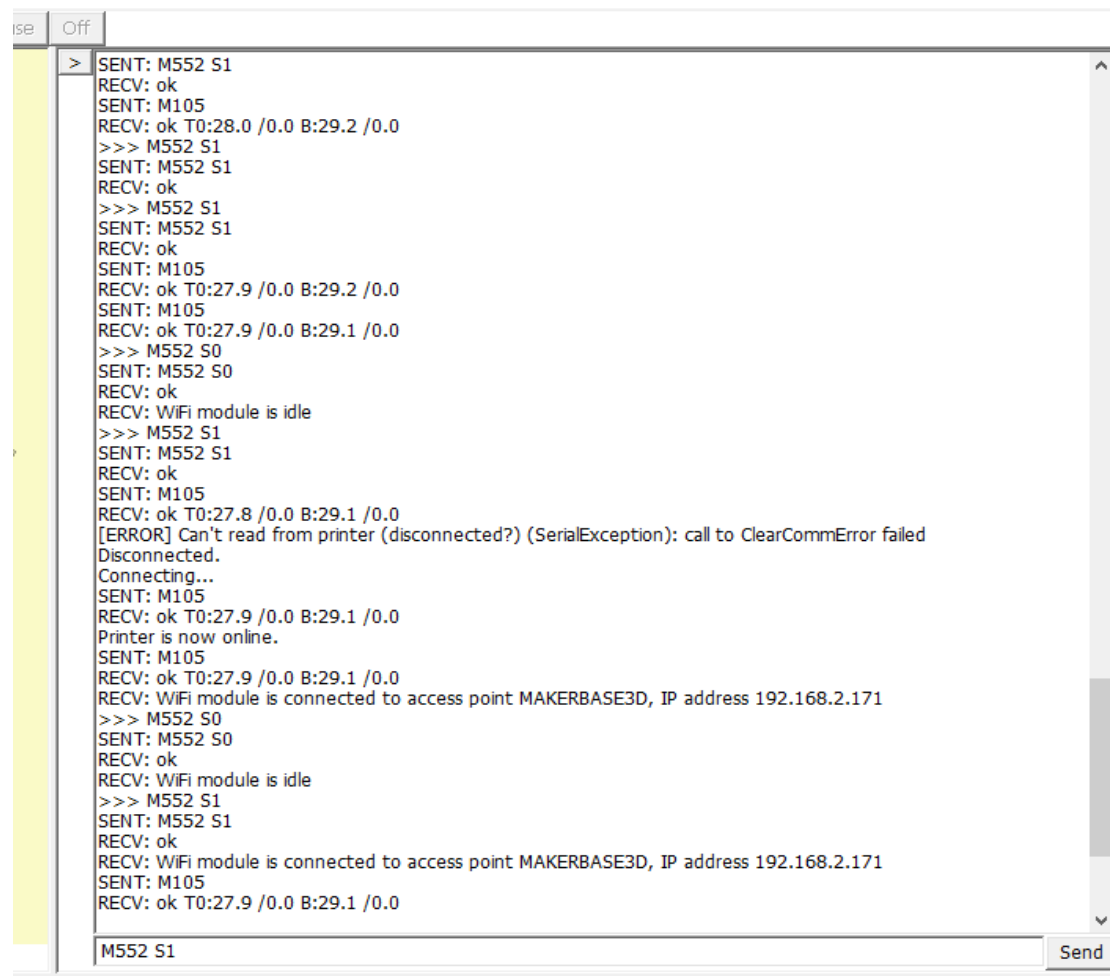 Off
>
SENT: M552 S1
RECV: ok
SENT: M105
RECV: ok T0:28.0 /0.0 B:29.2 /0.0
>>> M552 S1
SENT: M552 S1
RECV: ok
>>> M552 S1
SENT: M552 S1
RECV: ok
SENT: M105
RECV: ok T0:27.9 /0.0 B:29.2 /0.0
SENT: M105
RECV: ok T0:27.9 /0.0 B:29.1 /0.0
>>> M552 S0
SENT: M552 S0
RECV: ok
RECV: WiFi module is idle
>>> M552 S1
SENT: M552 S1
RECV: ok
SENT: M105
RECV: ok T0:27.8 /0.0 B:29.1 /0.0
[ERROR] Can't read from printer (disconnected?) (SerialException): call to ClearCommError failed
Disconnected.
Connecting...
SENT: M105
RECV: ok T0:27.9 /0.0 B:29.1 /0.0
Printer is now online.
SENT: M105
RECV: ok T0:27.9 /0.0 B:29.1 /0.0
RECV: WiFi module is connected to access point MAKERBASE3D, IP address 192.168.2.171
>>> M552 S0
SENT: M552 S0
RECV: ok
RECV: WiFi module is idle
>>> M552 S1
SENT: M552 S1
RECV: ok
RECV: WiFi module is connected to access point MAKERBASE3D, IP address 192.168.2.171
SENT: M105
RECV: ok T0:27.9 /0.0 B:29.1 /0.0
M552 S1
Send